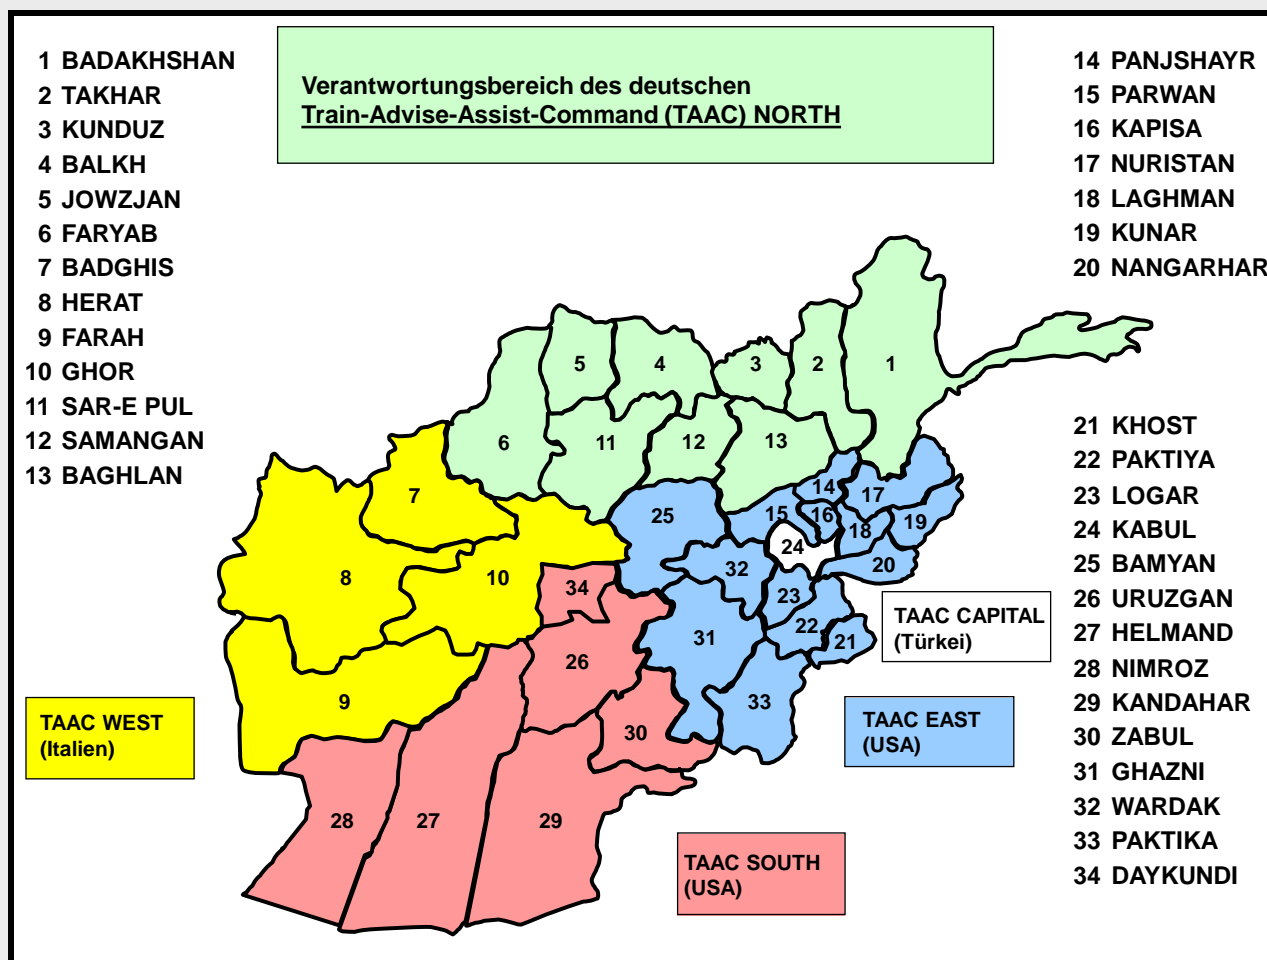 1 BADAKHSHAN
2 TAKHAR
3 KUNDUZ
4 BALKH
5 JOWZJAN
6 FARYAB
7 BADGHIS
8 HERAT
9 FARAH
10 GHOR
11 SAR-E PUL
12 SAMANGAN
13 BAGHLAN
Verantwortungsbereich des deutschen
Train-Advise-Assist-Command (TAAC) NORTH
14 PANJSHAYR
15 PARWAN
16 KAPISA
17 NURISTAN
18 LAGHMAN
19 KUNAR
20 NANGARHAR
21 KHOST
22 PAKTIYA
23 LOGAR
24 KABUL
25 BAMYAN
26 URUZGAN
27 HELMAND
28 NIMROZ
29 KANDAHAR
30 ZABUL
31 GHAZNI
32 WARDAK
33 PAKTIKA
34 DAYKUNDI
5
4
3
2
1
6
11
12
13
7
14
17
25
15
16
18
19
24
20
8
10
34
32
23
22
21
31
26
9
33
30
28
27
29
TAAC CAPITAL
(Türkei)
TAAC WEST
(Italien)
TAAC EAST
(USA)
TAAC SOUTH
(USA)